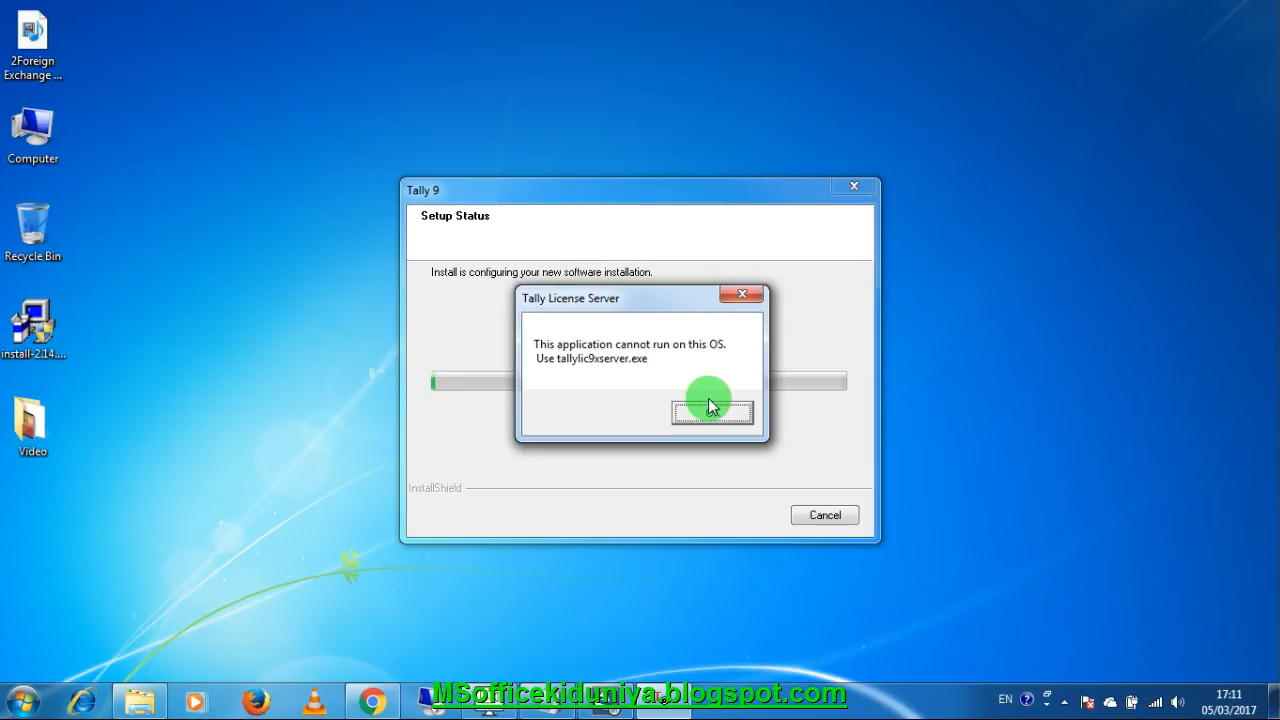 2Foreign
Exchange ...
Computer
Recycle Bin
install-2.14....
Video
Tally 9
Setup Status
Install is configuring your new software installation.
Tally License Server
This application cannot run on this OS.
Use tallylic9xserver.exe
InstallShield
Cancel
MSofficekiduniya.blogspot.com
EN
17:11
05/03/2017